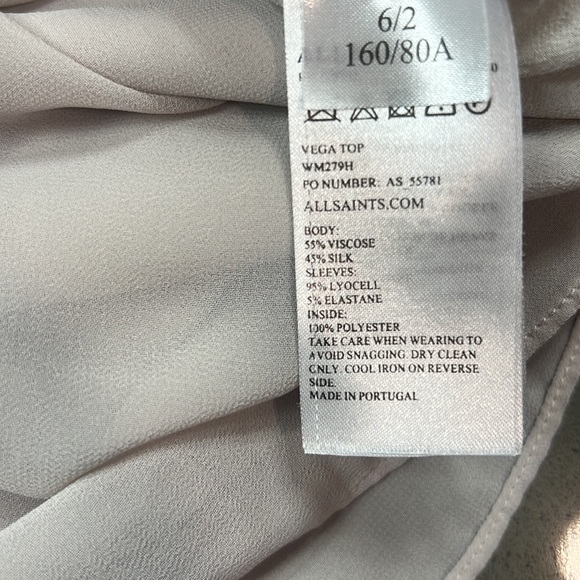 6/2
160/80A
VEGA TOP
WM279H
PO NUMBER: AS 55781
ALLSAINTS.COM
BODY:
55% VISCOSE
45% SILK
SLEEVES:
95% LYOCELL
5% ELASTANE
INSIDE:
100% POLYESTER
TAKE CARE WHEN WEARING TO
AVOID SNAGGING. DRY CLEAN
ONLY. COOL IRON ON REVERSE
SIDE.
MADE IN PORTUGAL